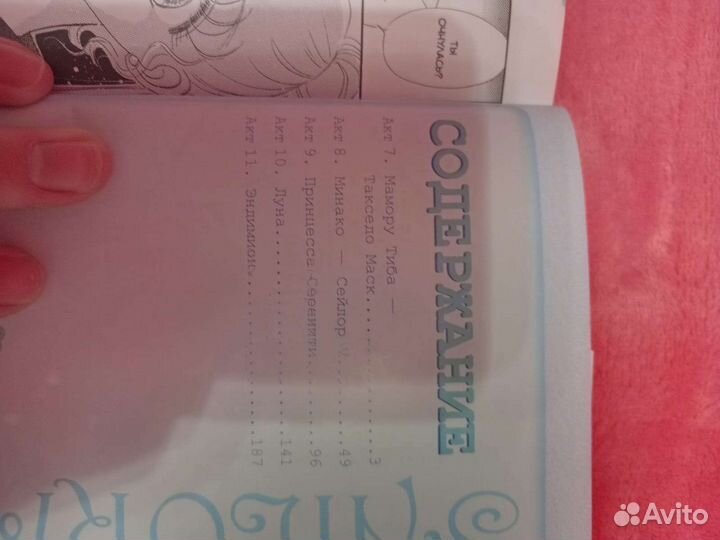 ТЫ
ОЧНУЛАСЬ?
СОДЕРЖАНИЕ
Акт 7. Мамору Тиба —
Такседо Маск..................3
Акт 8. Минако — Сейлор V.........49
Акт 9. Принцесса Серенити.........96
Акт 10. Луна....................141
Акт 11. Эндимион................187
Avito